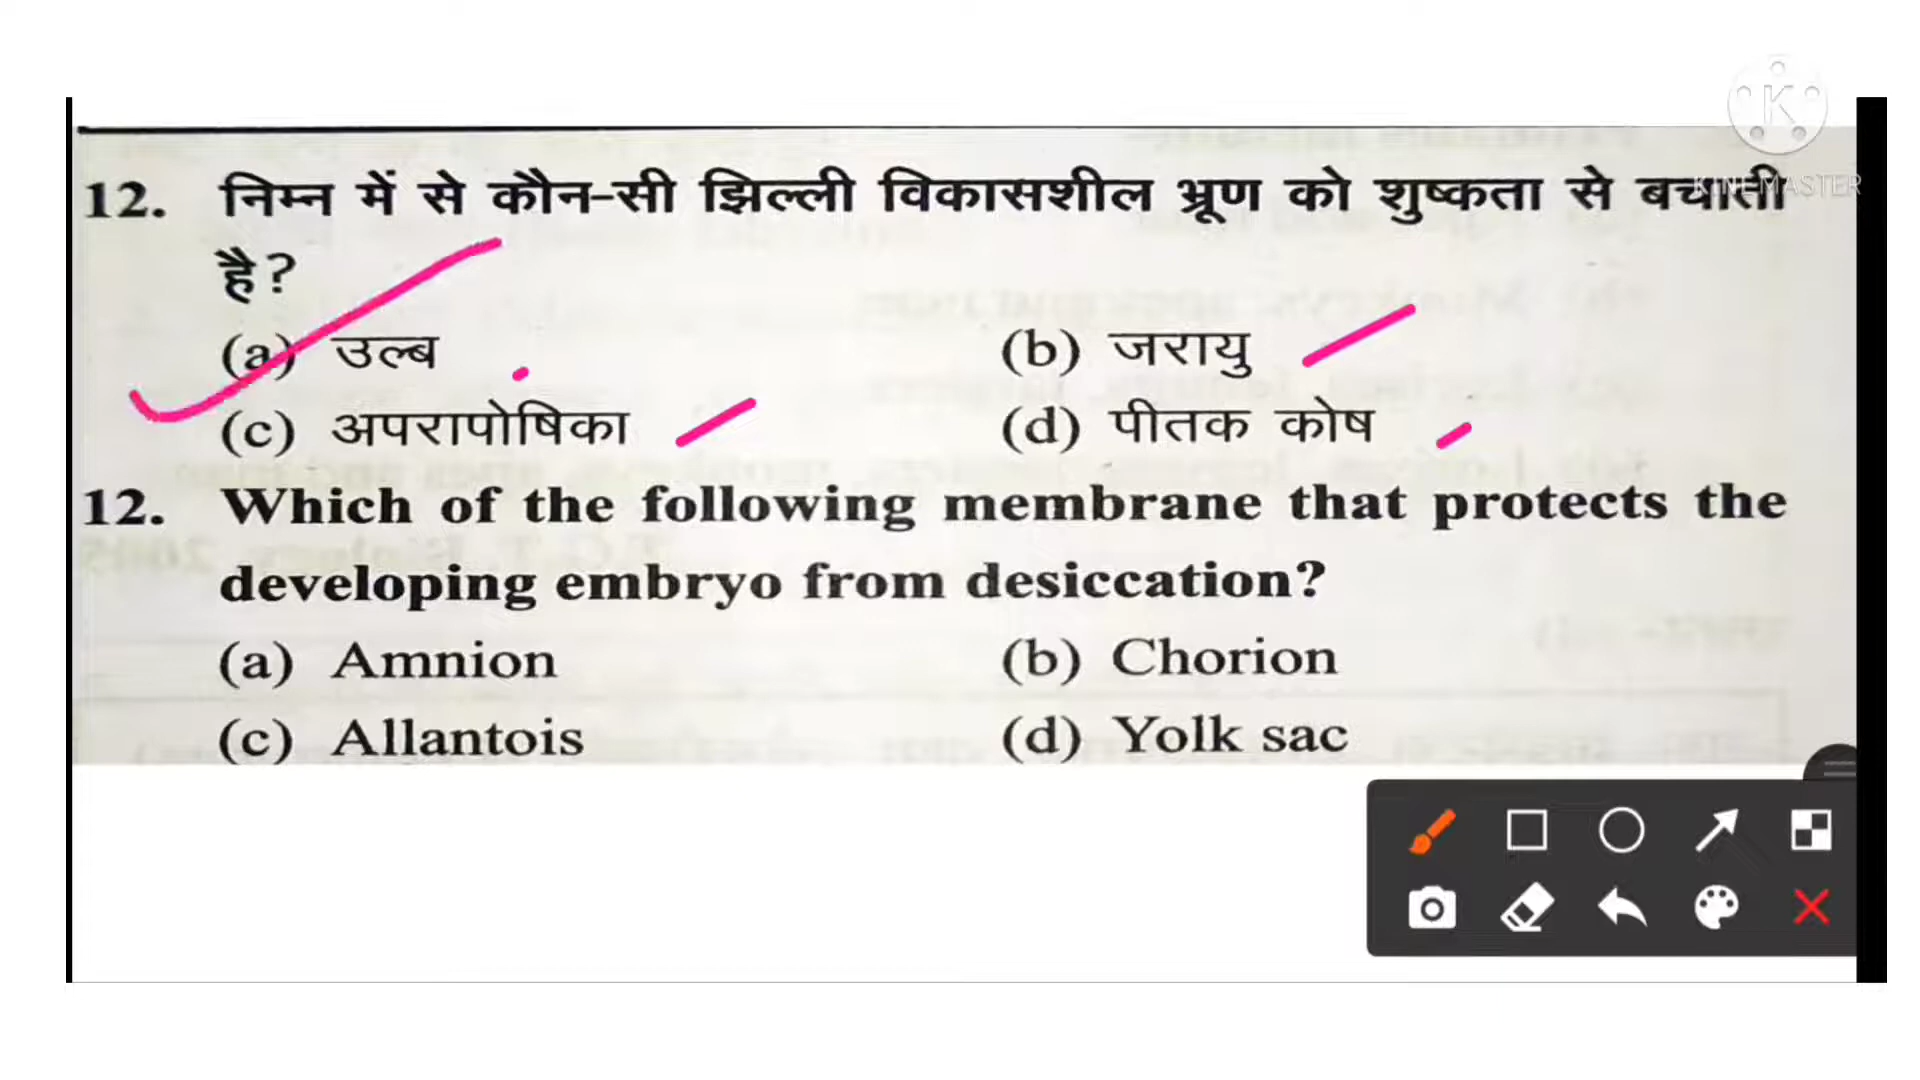 KINEMASTER
12. निम्न में से कौन-सी झिल्ली विकासशील भ्रूण को शुष्कता से बचाती
है?
(a) उल्ब (b) जरायु
(c) अपरापोषिका (d) पीतक कोष
12. Which of the following membrane that protects the
developing embryo from desiccation?
(a) Amnion (b) Chorion
(c) Allantois (d) Yolk sac